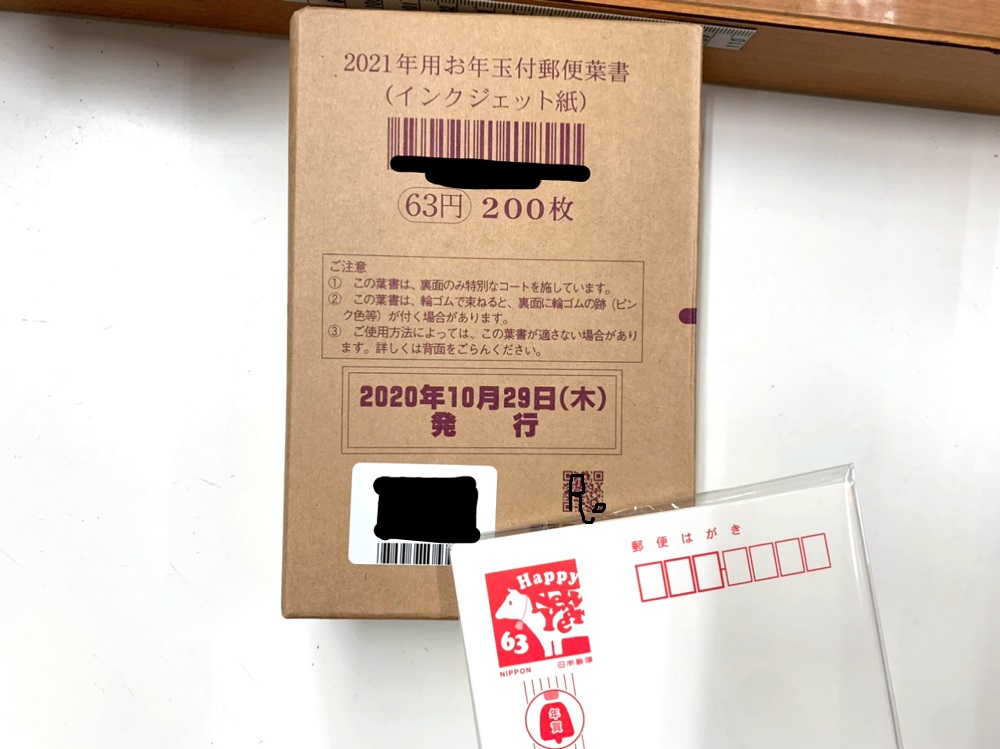 2021年用お年玉付郵便葉書
（インクジェット紙）
63円 200枚
ご注意
① この葉書は、裏面のみ特別なコートを施しています。
② この葉書は、輪ゴムで束ねると、裏面に輪ゴムの跡（ピン
ク色等）が付く場合があります。
③ ご使用方法によっては、この葉書が適さない場合があり
ます。詳しくは背面をごらんください。
2020年10月29日(木)
発 行
郵便はがき
Happy
63
NIPPON 日本郵便
年賀